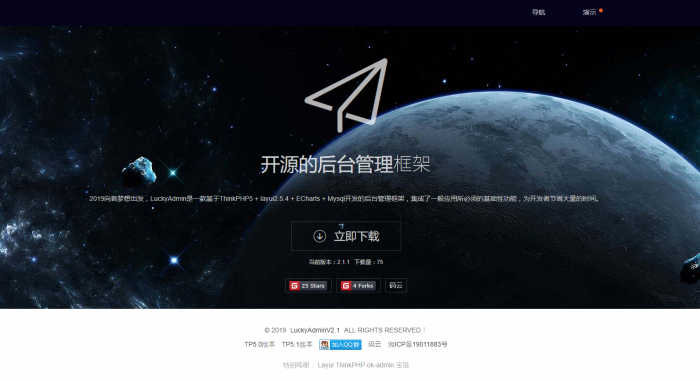 导航 演示
开源的后台管理框架
2019向着梦想出发，LuckyAdmin是一款基于ThinkPHP5 + layui2.5.4 + ECharts + Mysql开发的后台管理框架，集成了一般应用所必须的基础性功能，为开发者节省大量的时间。
立即下载
当前版本：2.1.1 下载量：75
G 25 Stars G 4 Forks 码云
© 2019 LuckyAdminV2.1 ALL RIGHTS RESERVED !
TP5.0版本 TP5.1版本 加入QQ群 码云 湘ICP备19011883号
特别鸣谢： Layui ThinkPHP ok-admin 宝塔